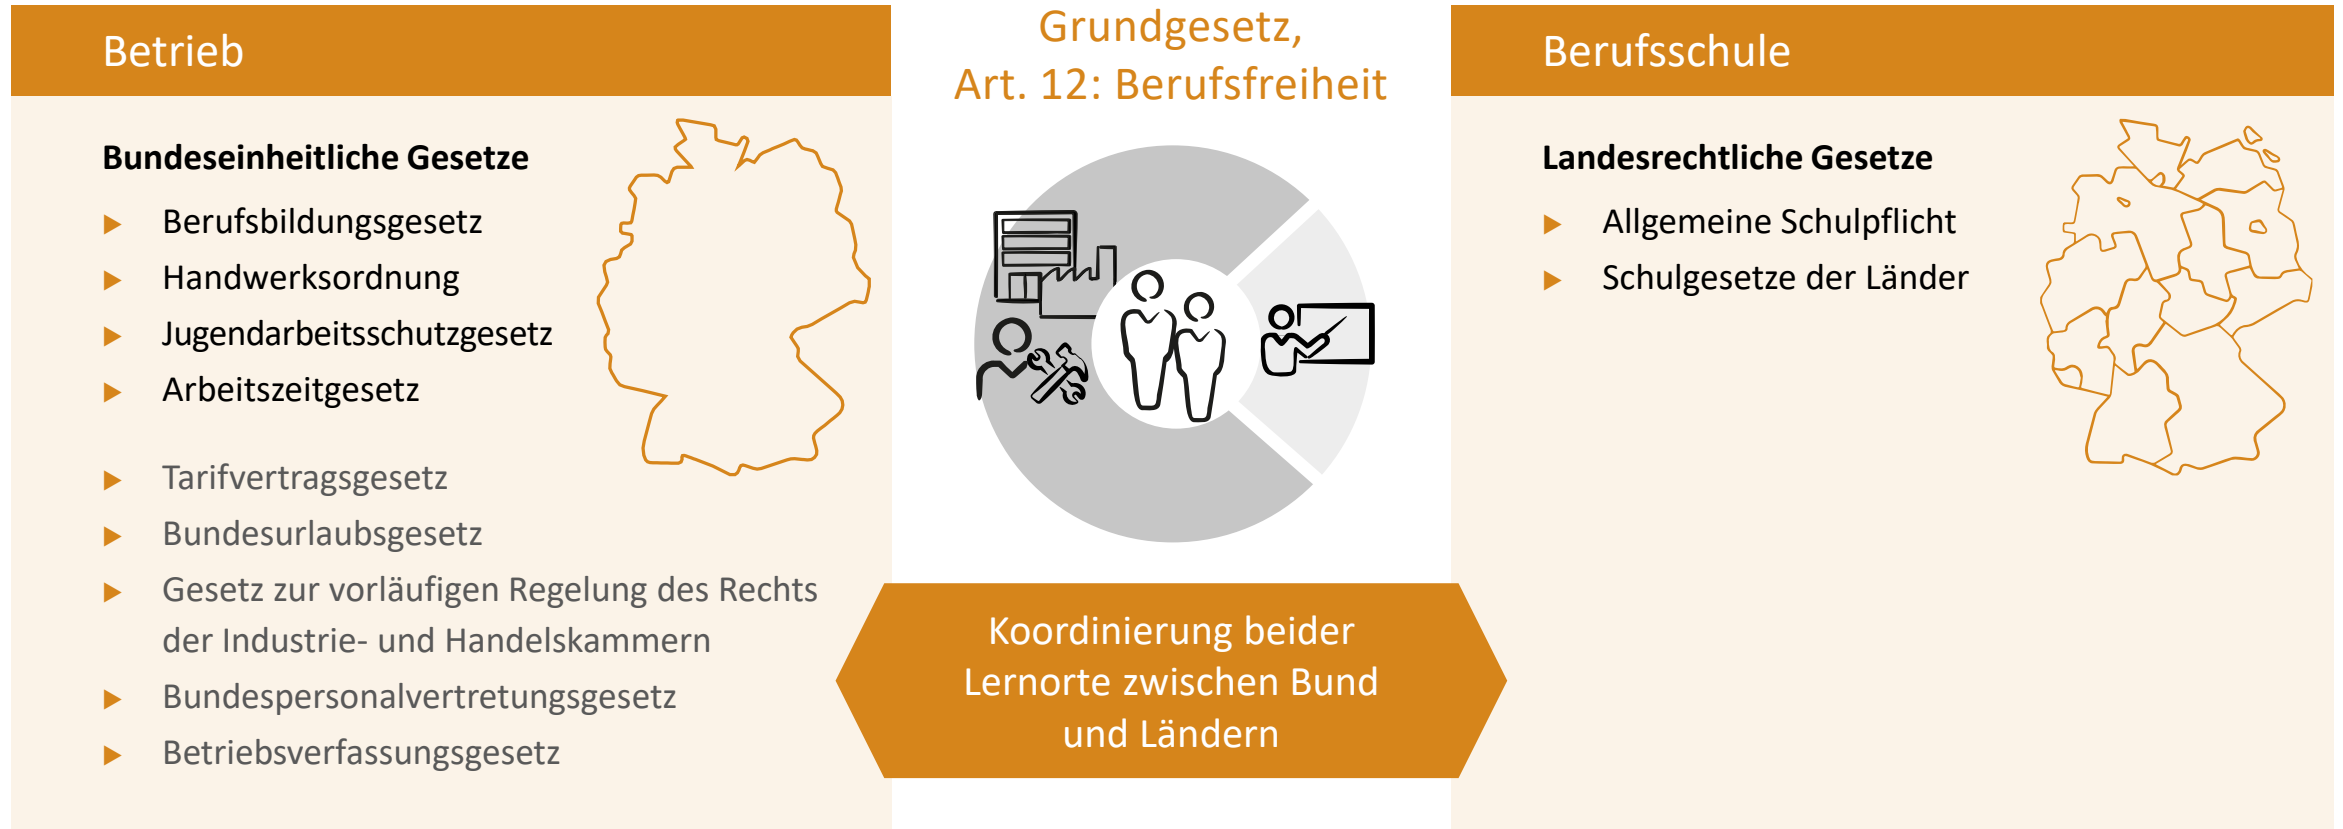 Betrieb
Bundeseinheitliche Gesetze
Berufsbildungsgesetz
Handwerksordnung
Jugendarbeitsschutzgesetz
Arbeitszeitgesetz
Tarifvertragsgesetz
Bundesurlaubsgesetz
Gesetz zur vorläufigen Regelung des Rechts
der Industrie- und Handelskammern
Bundespersonalvertretungsgesetz
Betriebsverfassungsgesetz
Grundgesetz,
Art. 12: Berufsfreiheit
Koordinierung beider
Lernorte zwischen Bund
und Ländern
Berufsschule
Landesrechtliche Gesetze
Allgemeine Schulpflicht
Schulgesetze der Länder